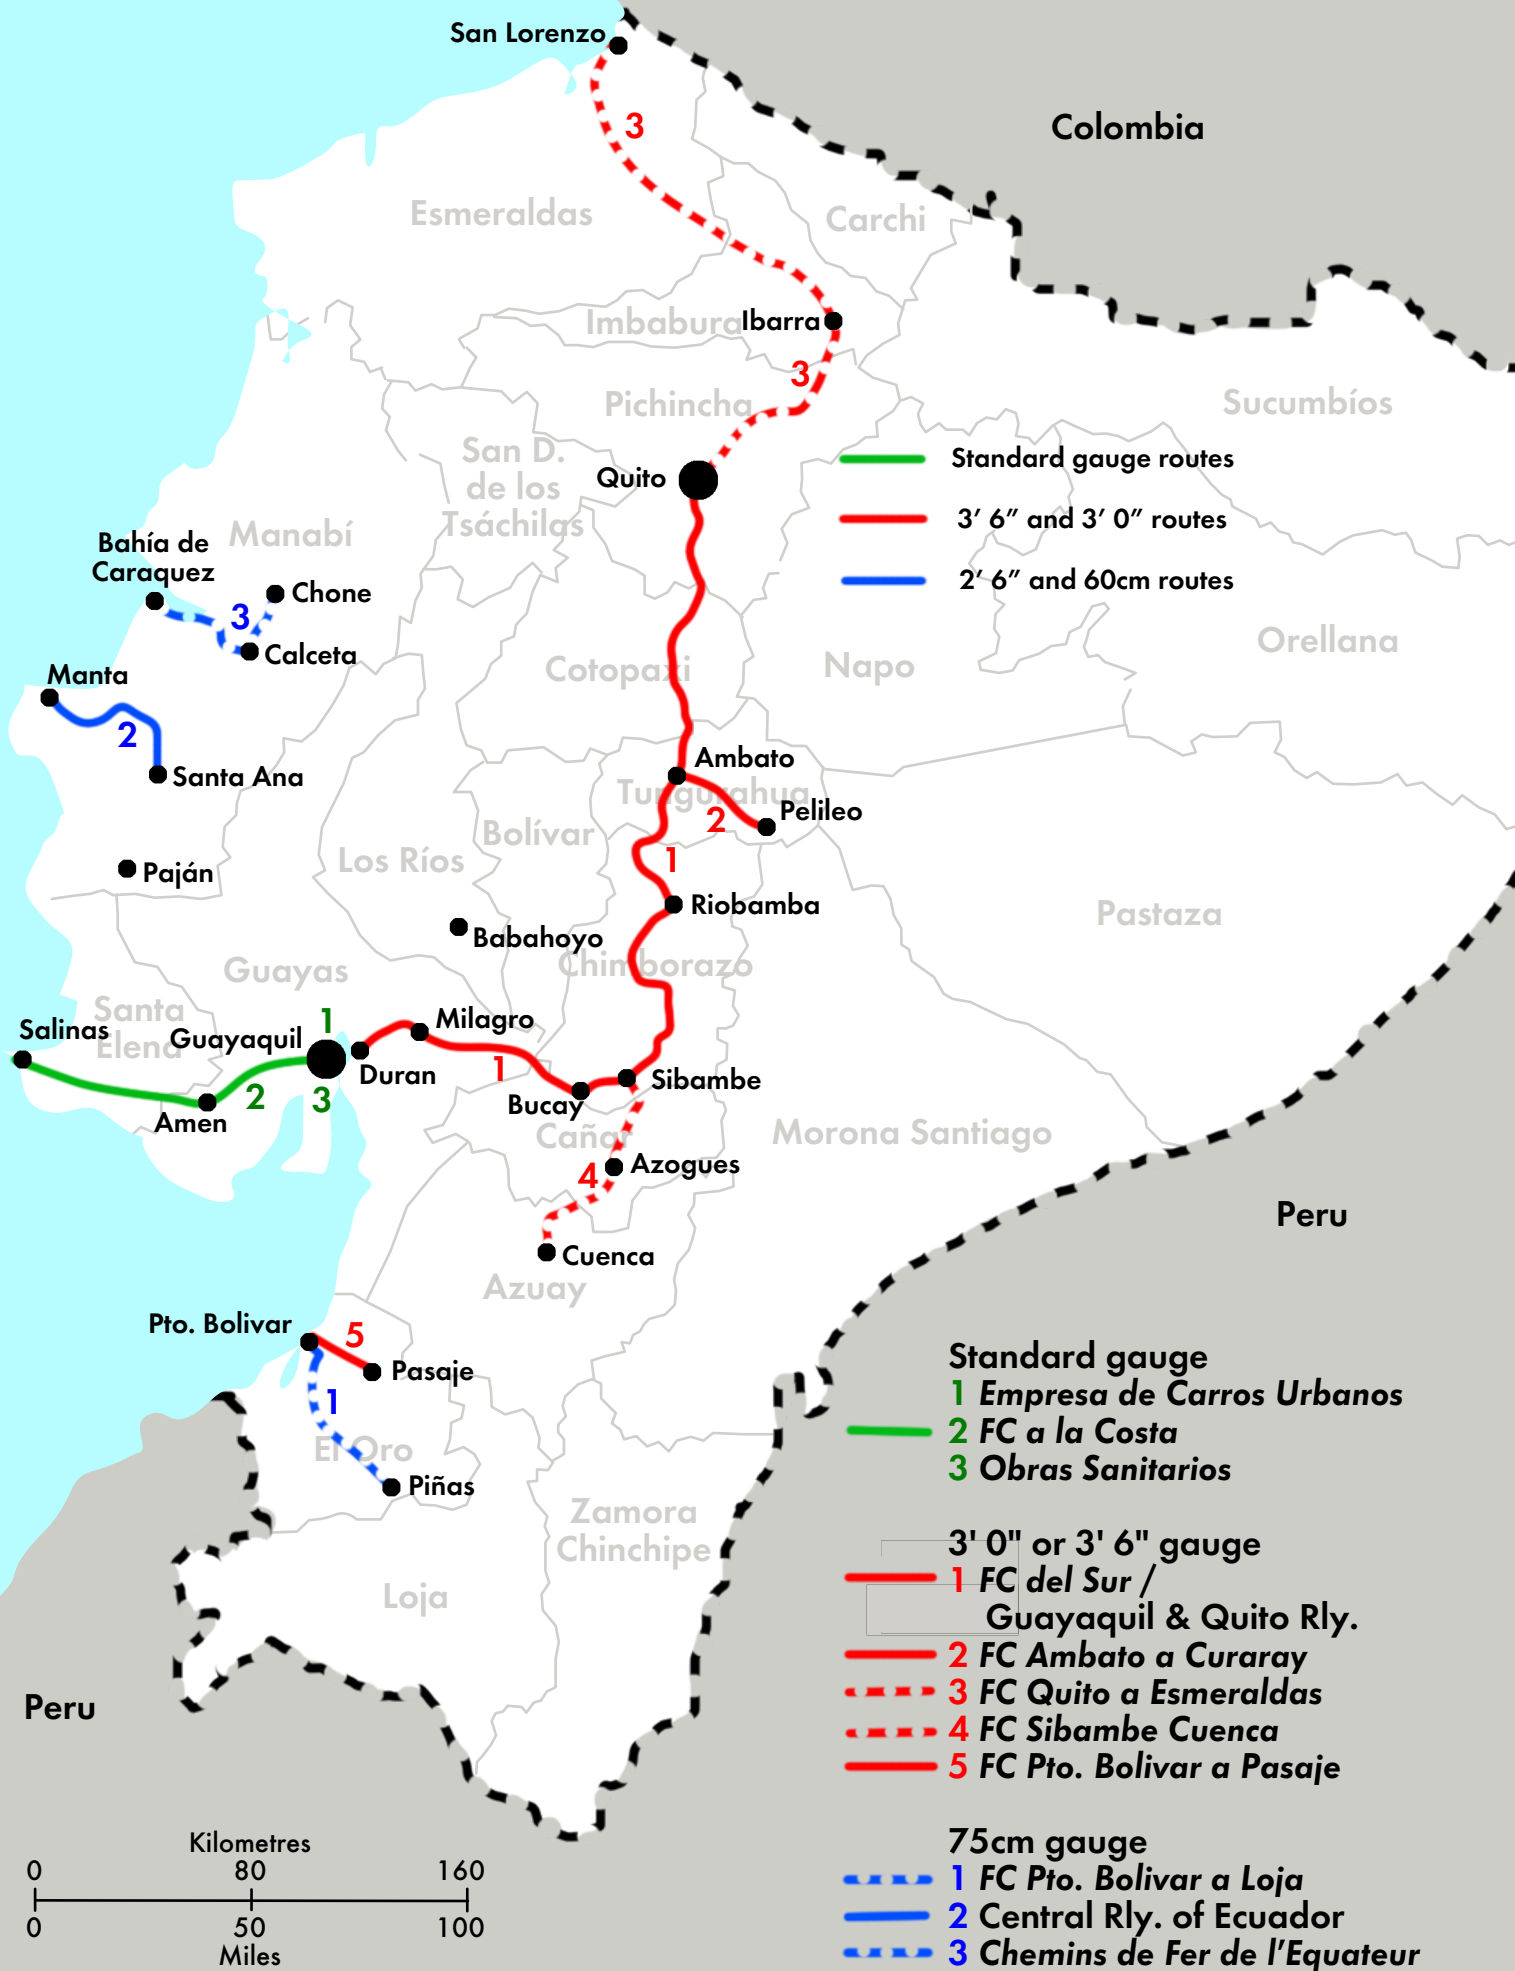 San Lorenzo
3
Colombia
Esmeraldas
Carchi
Imbabura
Ibarra
3
Pichincha
Sucumbíos
San D.
de los
Tsáchilas
Quito
Standard gauge routes
3′ 6″ and 3′ 0″ routes
2′ 6″ and 60cm routes
Manabí
Bahía de
Caraquez
Chone
3
Calceta
Cotopaxi
Napo
Orellana
Manta
2
Santa Ana
Ambato
Tungurahua
2
Pelileo
Bolívar
Los Ríos
1
Paján
Riobamba
Pastaza
Babahoyo
Chimborazo
Guayas
Santa
Elena
Salinas
Guayaquil
1
Milagro
Duran
1
Sibambe
2
3
Amen
Bucay
Cañar
Morona Santiago
4
Azogues
Peru
Cuenca
Azuay
Pto. Bolivar
5
Pasaje
1
El Oro
Piñas
Zamora
Chinchipe
Loja
Peru
Standard gauge
1 Empresa de Carros Urbanos
2 FC a la Costa
3 Obras Sanitarios
3' 0" or 3' 6" gauge
1 FC del Sur /
Guayaquil & Quito Rly.
2 FC Ambato a Curaray
3 FC Quito a Esmeraldas
4 FC Sibambe Cuenca
5 FC Pto. Bolivar a Pasaje
75cm gauge
1 FC Pto. Bolivar a Loja
2 Central Rly. of Ecuador
3 Chemins de Fer de l'Equateur
Kilometres
0 80 160
0 50 100
Miles